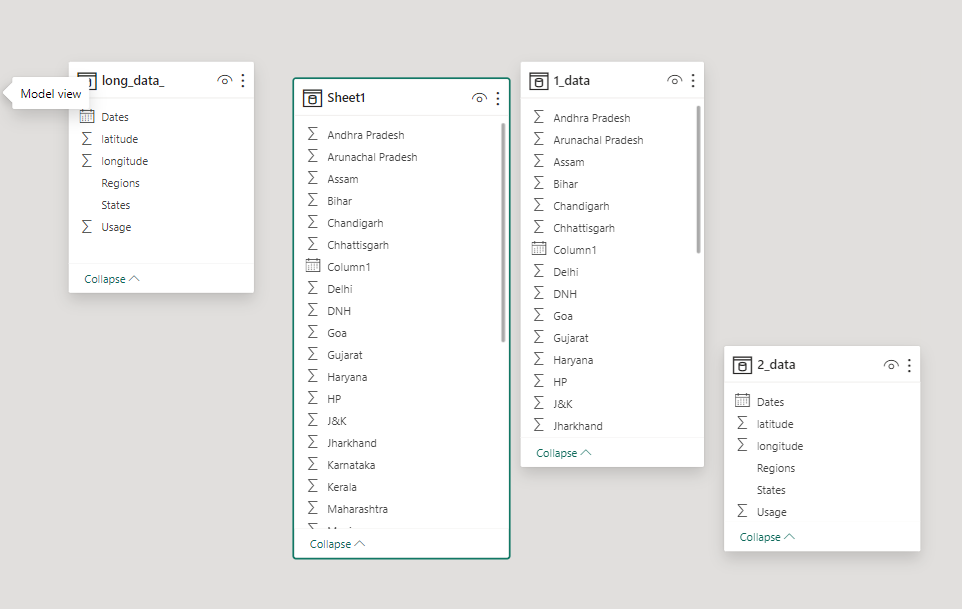 Model view
long_data_
Dates
latitude
longitude
Regions
States
Usage
Collapse
Sheet1
Andhra Pradesh
Arunachal Pradesh
Assam
Bihar
Chandigarh
Chhattisgarh
Column1
Delhi
DNH
Goa
Gujarat
Haryana
HP
J&K
Jharkhand
Karnataka
Kerala
Maharashtra
Collapse
1_data
Andhra Pradesh
Arunachal Pradesh
Assam
Bihar
Chandigarh
Chhattisgarh
Column1
Delhi
DNH
Goa
Gujarat
Haryana
HP
J&K
Jharkhand
Collapse
2_data
Dates
latitude
longitude
Regions
States
Usage
Collapse